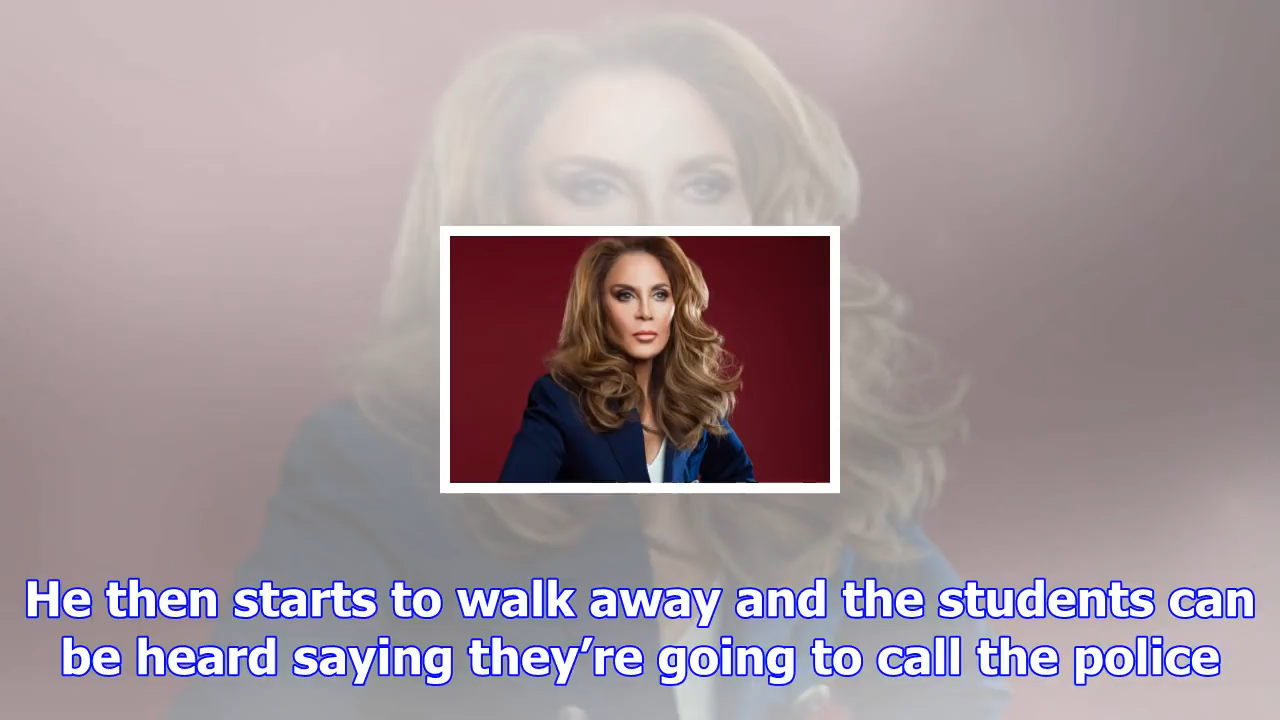 He then starts to walk away and the students can
be heard saying they’re going to call the police